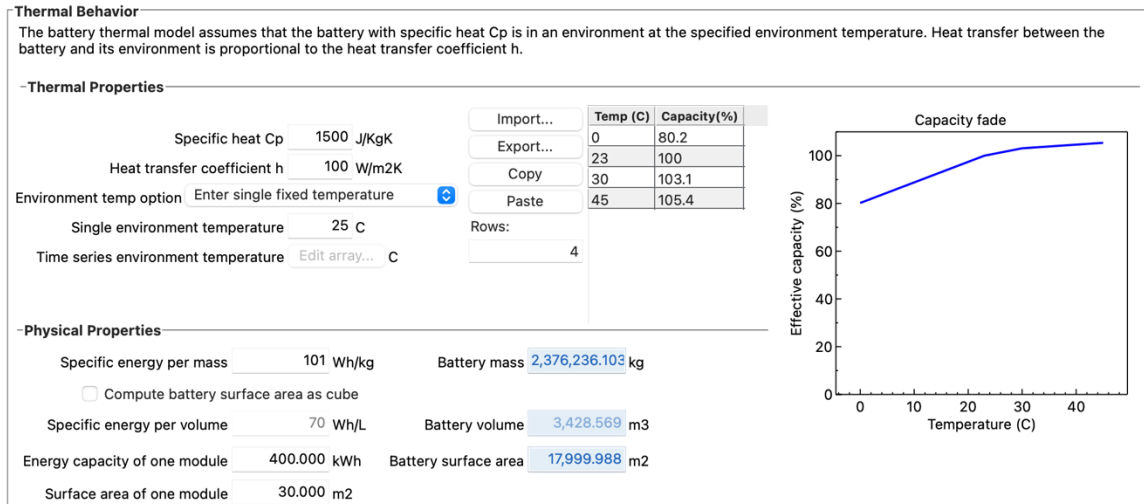 Thermal Behavior
The battery thermal model assumes that the battery with specific heat Cp is in an environment at the specified environment temperature. Heat transfer between the
battery and its environment is proportional to the heat transfer coefficient h.
Thermal Properties
Specific heat Cp 1500 J/KgK
Heat transfer coefficient h 100 W/m2K
Environment temp option Enter single fixed temperature
Single environment temperature 25 C
Time series environment temperature Edit array... C
Import...
Export...
Copy
Paste
Rows:
4
Temp (C) Capacity(%)
0 80.2
23 100
30 103.1
45 105.4
Capacity fade
Effective capacity (%)
100
80
60
40
20
0
0 10 20 30 40
Temperature (C)
Physical Properties
Specific energy per mass 101 Wh/kg Battery mass 2,376,236.103 kg
Compute battery surface area as cube
Specific energy per volume 70 Wh/L Battery volume 3,428.569 m3
Energy capacity of one module 400.000 kWh Battery surface area 17,999.988 m2
Surface area of one module 30.000 m2